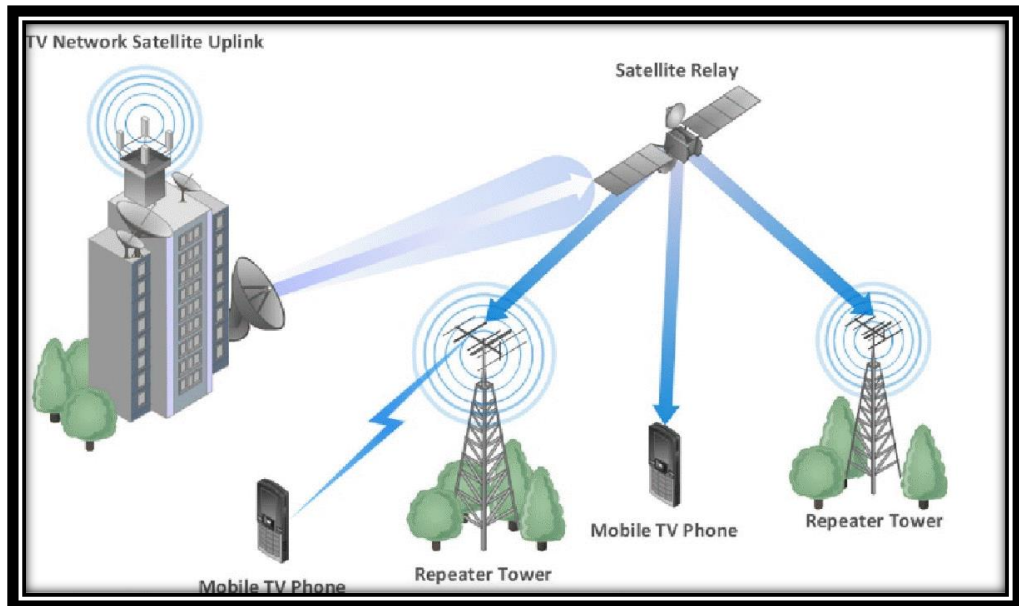 TV Network Satellite Uplink
Satellite Relay
Mobile TV Phone
Repeater Tower
Mobile TV Phone
Repeater Tower